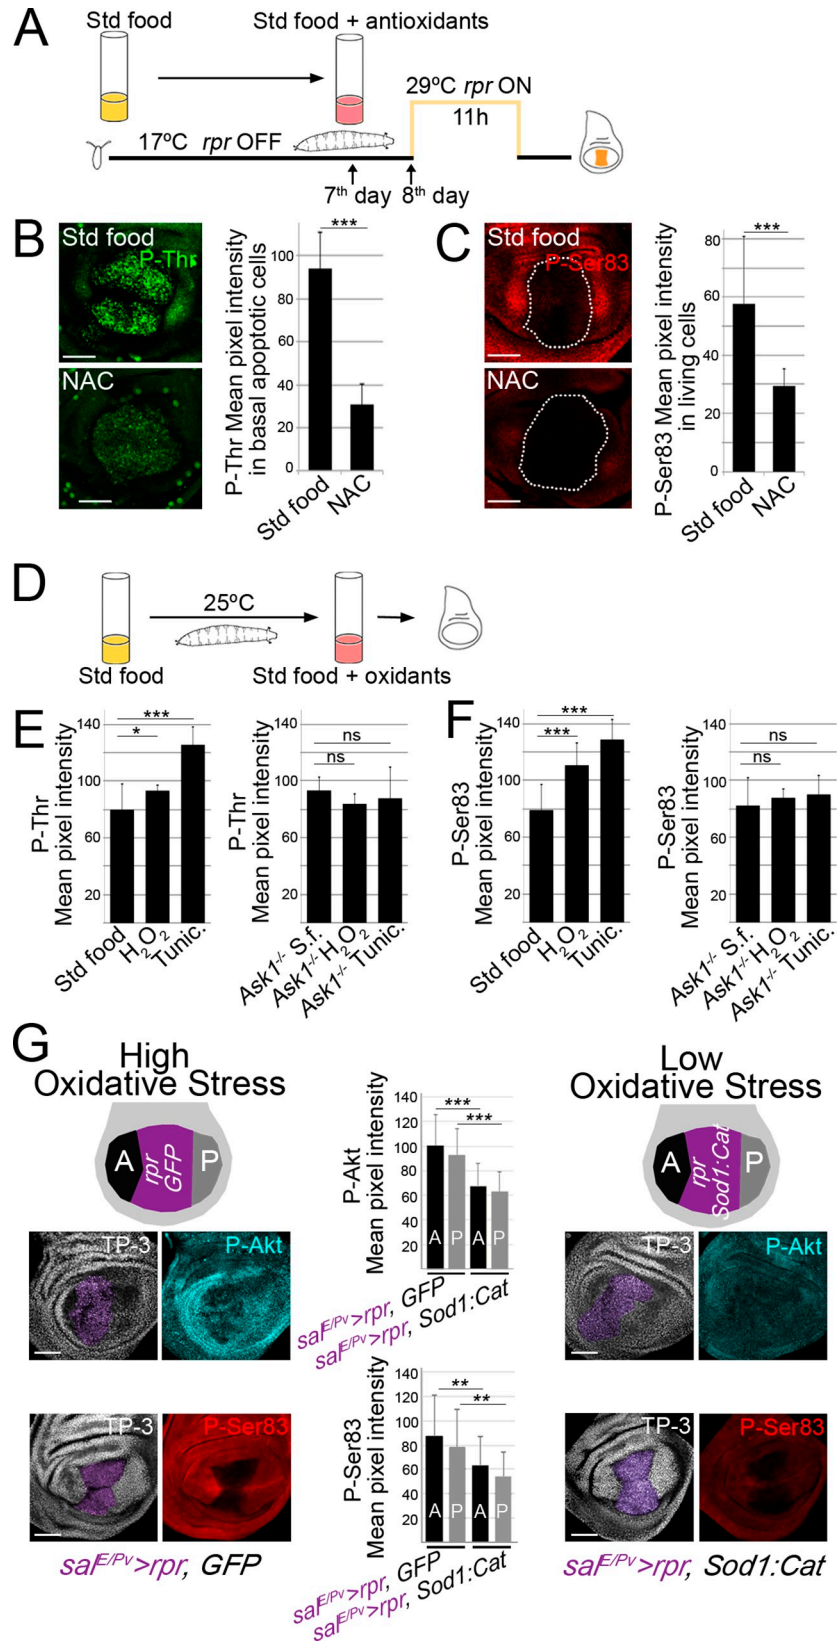 A
Std food
Std food + antioxidants
29ºC rpr ON
11h
17ºC rpr OFF
7th day
8th day
B
Std food
P-Thr
NAC
P-Thr Mean pixel intensity
in basal apoptotic cells
100
80
60
40
20
0
***
Std food
NAC
C
Std food
P-Ser83
NAC
P-Ser83 Mean pixel intensity
in living cells
80
60
40
20
0
***
Std food
NAC
D
25ºC
Std food
Std food + oxidants
E
P-Thr
Mean pixel intensity
140
100
60
20
***
*
Std food
H2O2
Tunic.
P-Thr
Mean pixel intensity
140
100
60
20
ns
ns
Ask1-/- S.f.
Ask1-/- H2O2
Ask1-/- Tunic.
F
P-Ser83
Mean pixel intensity
140
100
60
20
***
***
Std food
H2O2
Tunic.
P-Ser83
Mean pixel intensity
140
100
60
20
ns
ns
Ask1-/- S.f.
Ask1-/- H2O2
Ask1-/- Tunic.
G
High
Oxidative Stress
A
rpr
GFP
P
TP-3
P-Akt
TP-3
P-Ser83
salE/Pv>rpr, GFP
P-Akt
Mean pixel intensity
140
120
100
80
60
40
20
***
***
A
P
A
P
salE/Pv>rpr, GFP
salE/Pv>rpr, Sod1:Cat
P-Ser83
Mean pixel intensity
140
120
100
80
60
40
20
**
**
A
P
A
P
salE/Pv>rpr, GFP
salE/Pv>rpr, Sod1:Cat
Low
Oxidative Stress
A
rpr
Sod1:Cat
P
TP-3
P-Akt
TP-3
P-Ser83
salE/Pv>rpr, Sod1:Cat